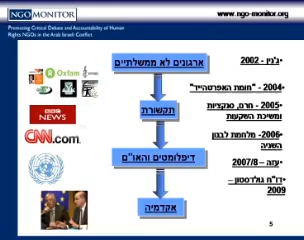 NGO MONITOR
www.ngo-monitor.org
Promoting Critical Debate and Accountability of Human
Rights NGOs in the Arab Israeli Conflict
ארגונים לא ממשלתיים
Oxfam
תקשורת
BBC
NEWS
CNN.com
דיפלומטים והאו"ם
אקדמיה
•ג'נין - 2002
•2004 - "חומת האפרטהייד"
•2005 - חרם, סנקציות
ומשיכת השקעות
•2006- מלחמת לבנון
השניה
•עזה – 2007/8
•דו"ח גולדסטון –
2009
5